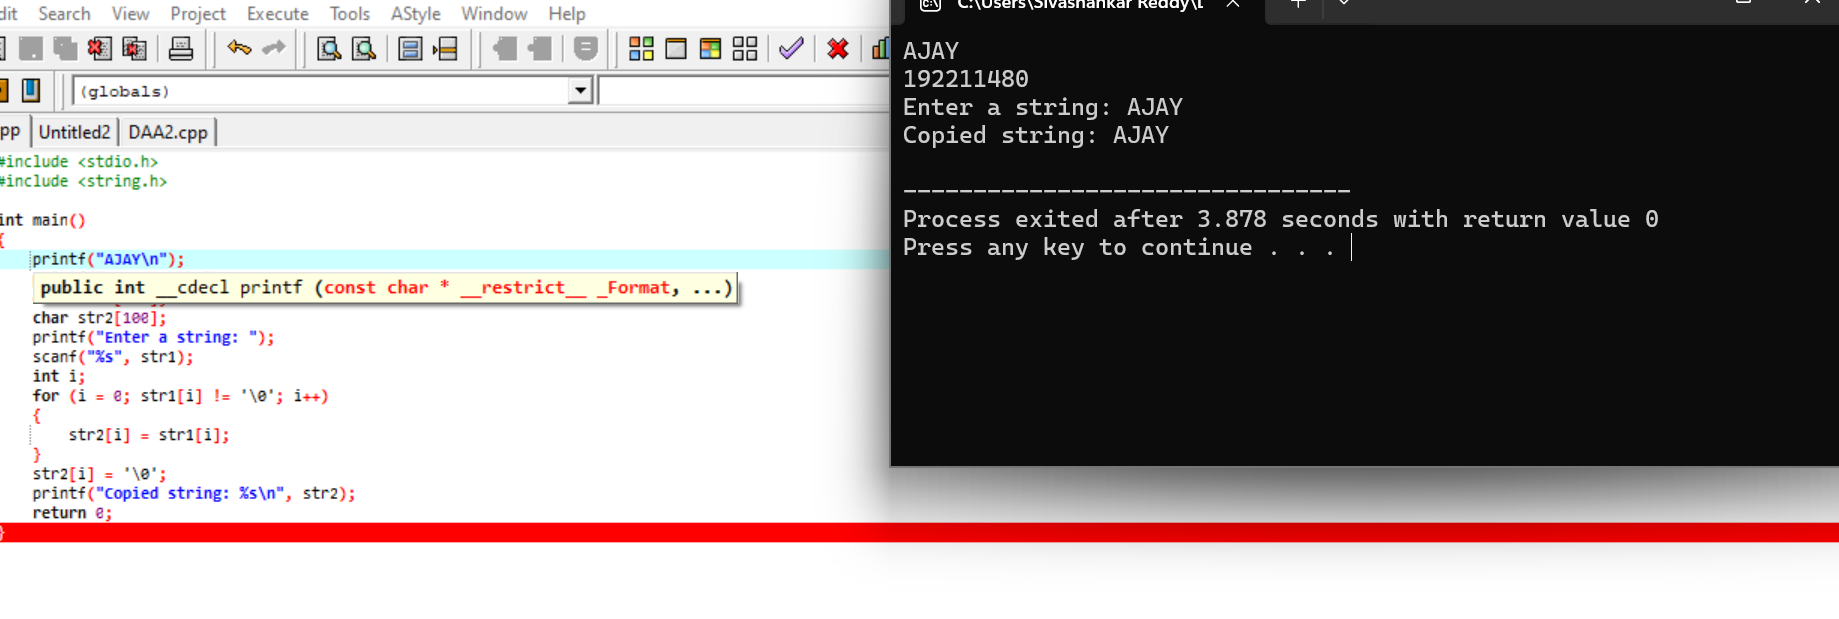 Search View Project Execute Tools AStyle Window Help
(globals)
Untitled2 DAA2.cpp
#include <stdio.h>
#include <string.h>
int main()
{
printf("AJAY\n");
public int __cdecl printf (const char * __restrict__ _Format, ...)
char str2[100];
printf("Enter a string: ");
scanf("%s", str1);
int i;
for (i = 0; str1[i] != '\0'; i++)
{
str2[i] = str1[i];
}
str2[i] = '\0';
printf("Copied string: %s\n", str2);
return 0;
}
C:\Users\Sivashankar Reddy\
AJAY
192211480
Enter a string: AJAY
Copied string: AJAY
--------------------------------
Process exited after 3.878 seconds with return value 0
Press any key to continue . . .